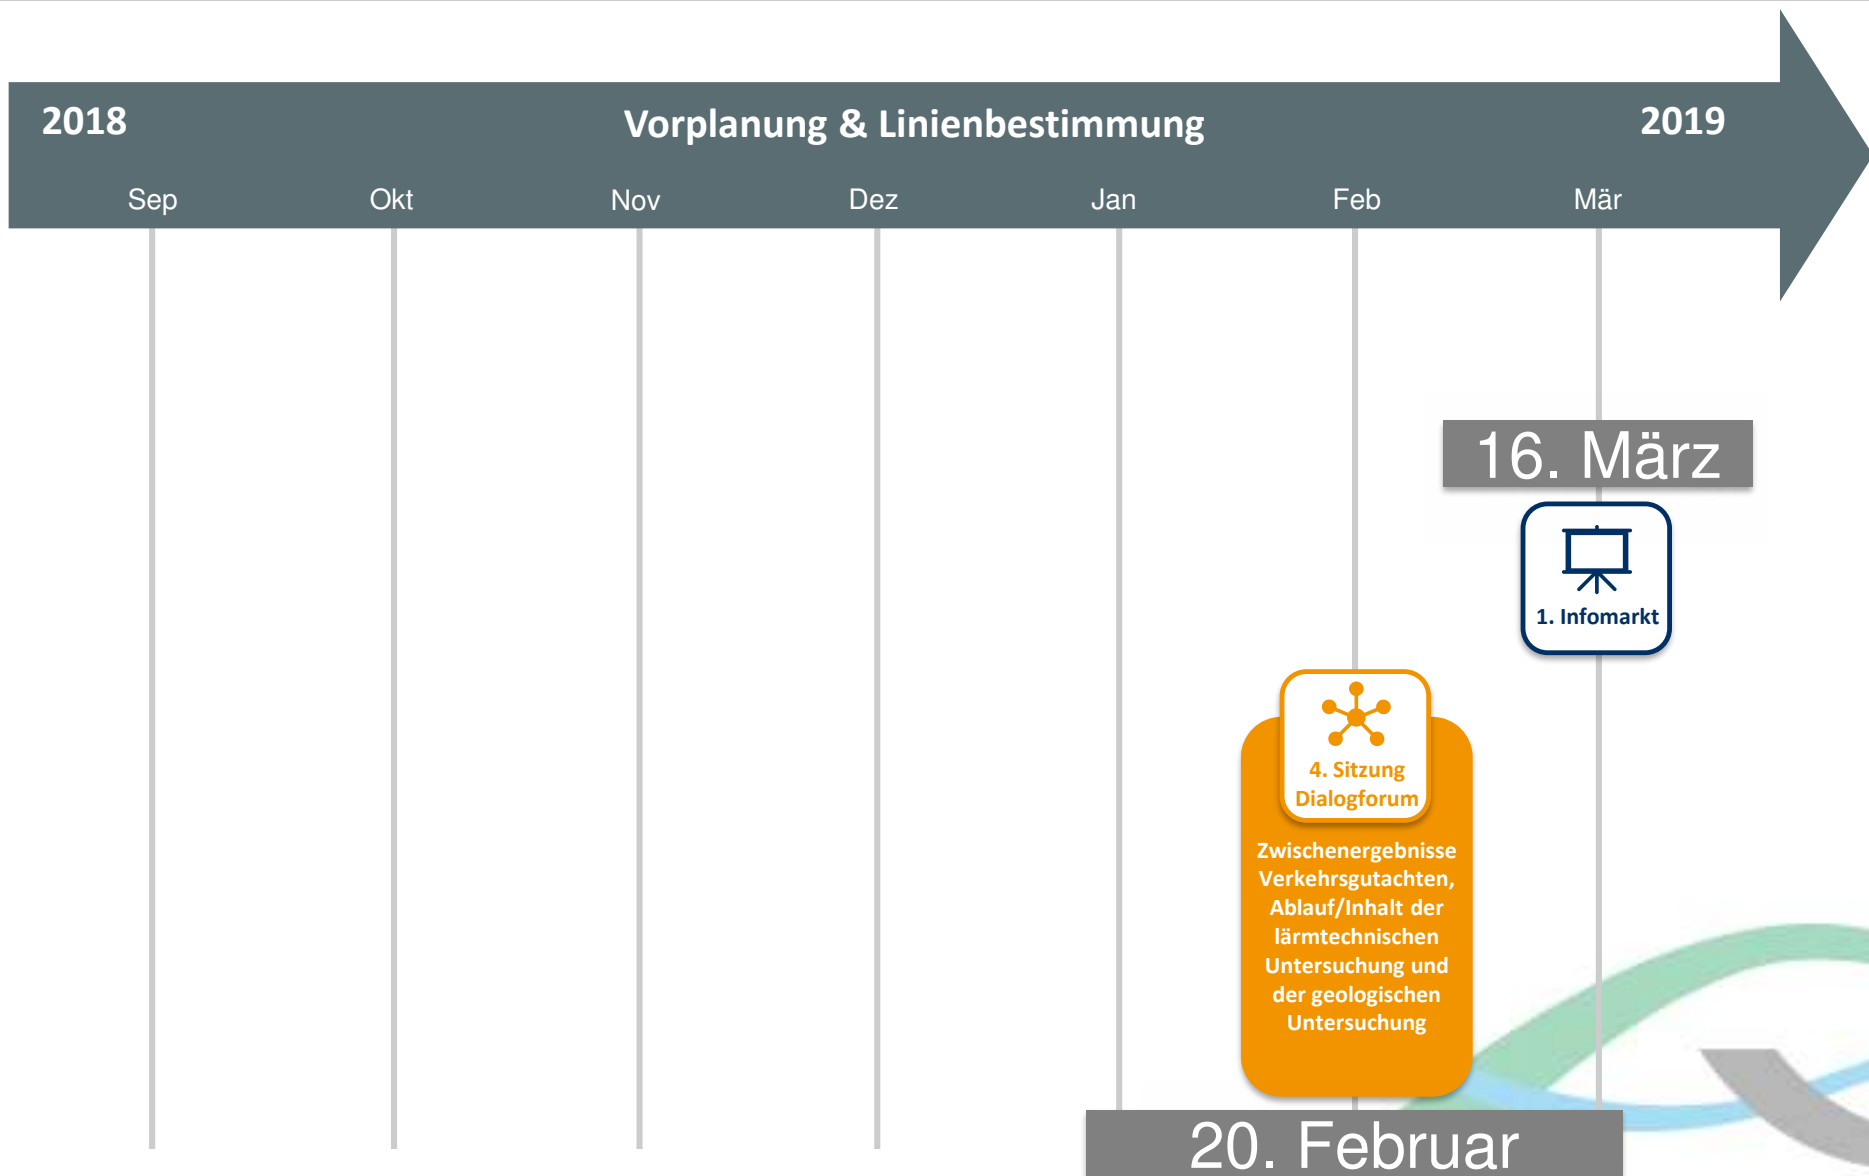 2018 Vorplanung & Linienbestimmung 2019
Sep Okt Nov Dez Jan Feb Mär
16. März
1. Infomarkt
4. Sitzung
Dialogforum
Zwischenergebnisse
Verkehrsgutachten,
Ablauf/Inhalt der
lärmtechnischen
Untersuchung und
der geologischen
Untersuchung
20. Februar